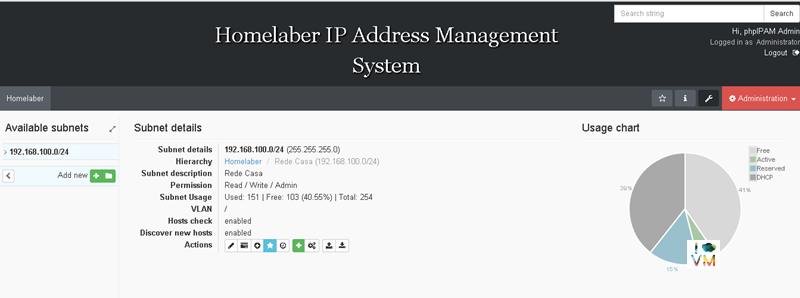 Search string
Search
Homelaber IP Address Management
System
Hi, phpIPAM Admin
Logged in as Administrator
Logout
Homelaber
Administration
Available subnets
192.168.100.0/24
Add new
Subnet details
Subnet details 192.168.100.0/24 (255.255.255.0)
Hierarchy Homelaber / Rede Casa (192.168.100.0/24)
Subnet description Rede Casa
Permission Read / Write / Admin
Subnet Usage Used: 151 | Free: 103 (40.55%) | Total: 254
VLAN /
Hosts check enabled
Discover new hosts enabled
Actions
Usage chart
Free
Active
Reserved
DHCP
39%
41%
15%
VM